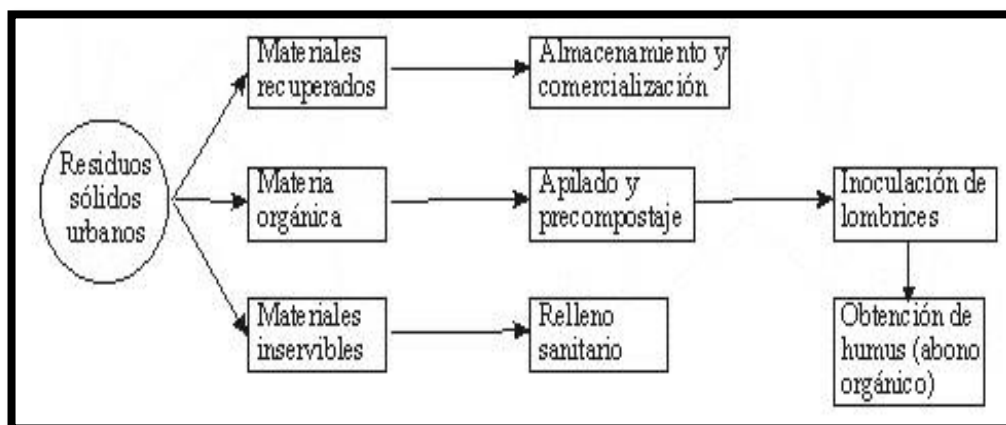 Residuos
sólidos
urbanos
Materiales
recuperados
Almacenamiento y
comercialización
Materia
orgánica
Apilado y
precompostaje
Inoculación de
lombrices
Obtención de
humus (abono
orgánico)
Materiales
inservibles
Relleno
sanitario